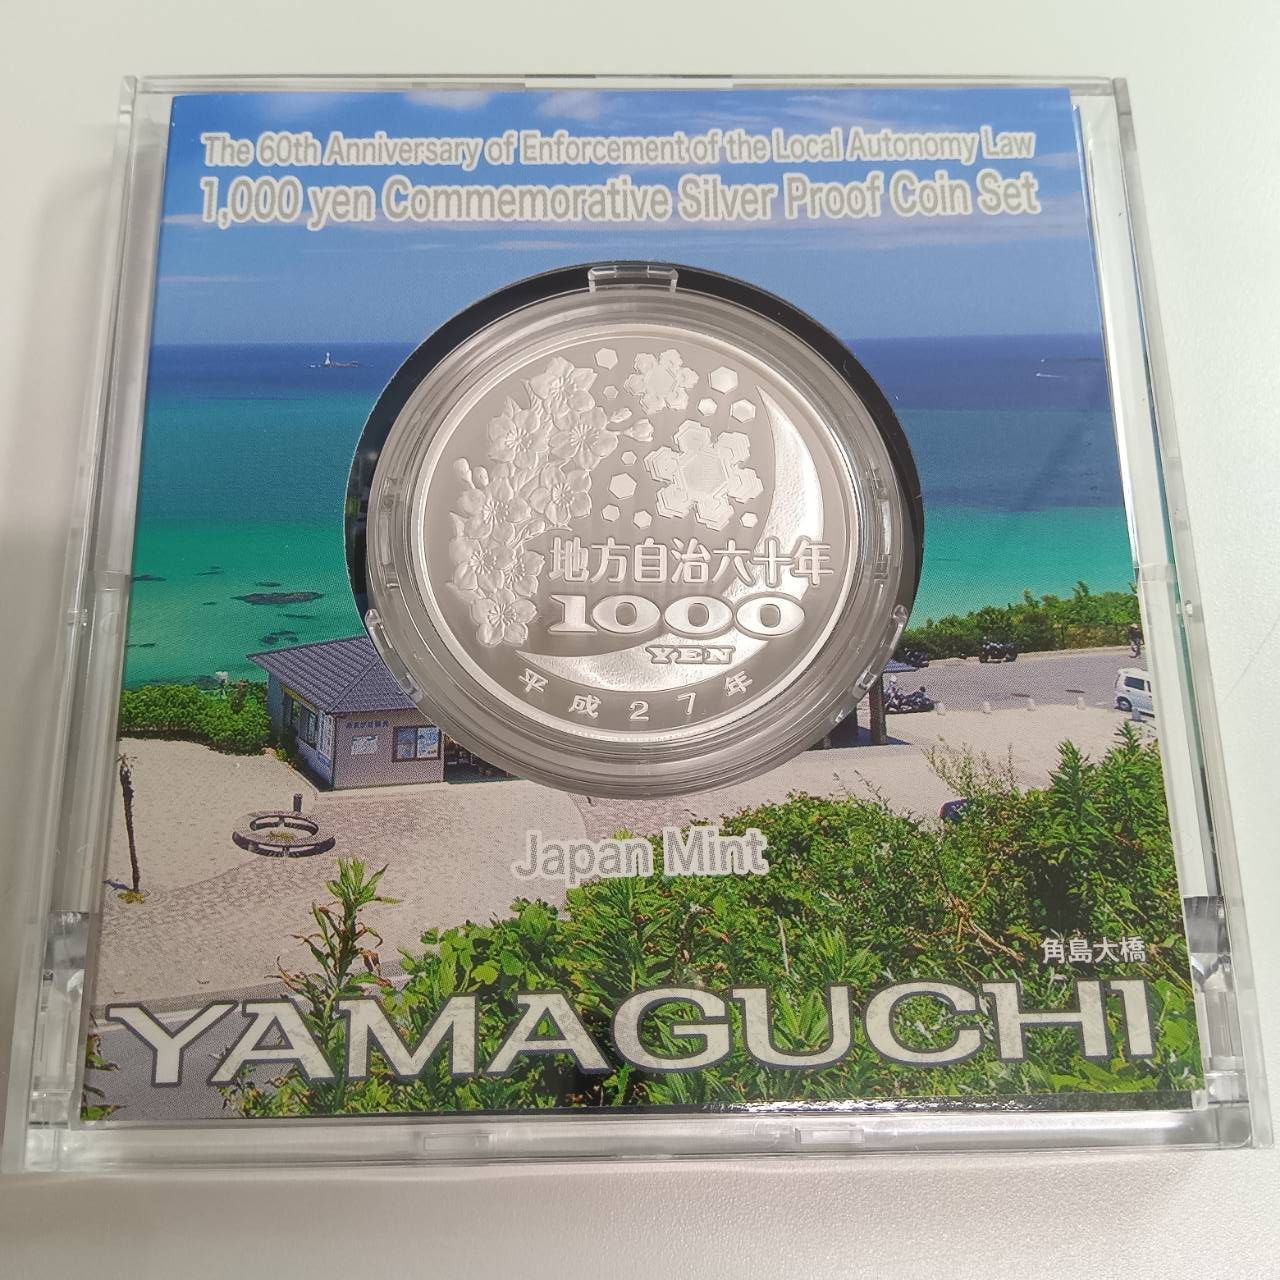 The 60th Anniversary of Enforcement of the Local Autonomy Law
1,000 yen Commemorative Silver Proof Coin Set
地方自治六十年
1000
YEN
平成27年
Japan Mint
角島大橋
YAMAGUCHI